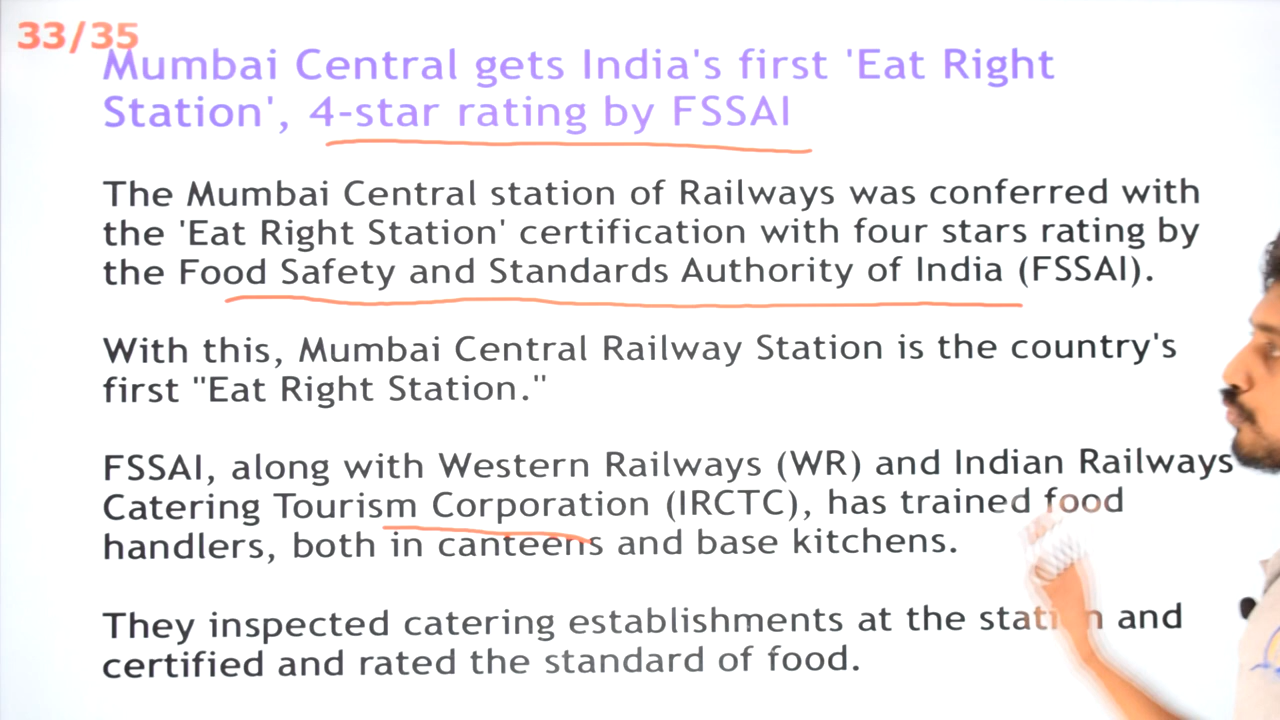 33/35
Mumbai Central gets India's first 'Eat Right
Station', 4-star rating by FSSAI
The Mumbai Central station of Railways was conferred with
the 'Eat Right Station' certification with four stars rating by
the Food Safety and Standards Authority of India (FSSAI).
With this, Mumbai Central Railway Station is the country's
first "Eat Right Station."
FSSAI, along with Western Railways (WR) and Indian Railways
Catering Tourism Corporation (IRCTC), has trained food
handlers, both in canteens and base kitchens.
They inspected catering establishments at the station and
certified and rated the standard of food.